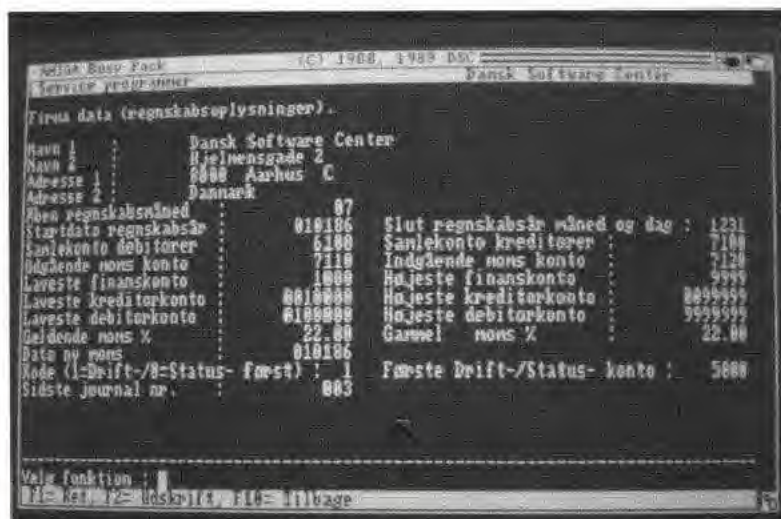 Amiga Busy Pack (C) 1988, 1989 DSC
Service programmer Dansk Software Center
Firma data (regnskabsoplysninger).
Navn 1 : Dansk Software Center
Navn 2 : Hjelmensgade 2
Adresse 1 : 8000 Aarhus C
Adresse 2 : Danmark
Åben regnskabsmåned : 07
Startdato regnskabsår : 010186 Slut regnskabsår måned og dag : 1231
Samlekonto debitorer : 6100 Samlekonto kreditorer : 7100
Udgående moms konto : 7110 Indgående moms konto : 7120
Laveste finanskonto : 1000 Højeste finanskonto : 9999
Laveste kreditorkonto : 0010000 Højeste kreditorkonto : 0099999
Laveste debitorkonto : 0100000 Højeste debitorkonto : 9999999
Gældende moms % : 22.00 Gammel moms % : 22.00
Dato ny moms : 010186
Kode (1=Drift-/0=Status- først) : 1 Første Drift-/Status- konto : 5000
Sidste journal nr. : 003
Vælg funktion :
F1= Ret, F2= Udskrift, F10= Tilbage